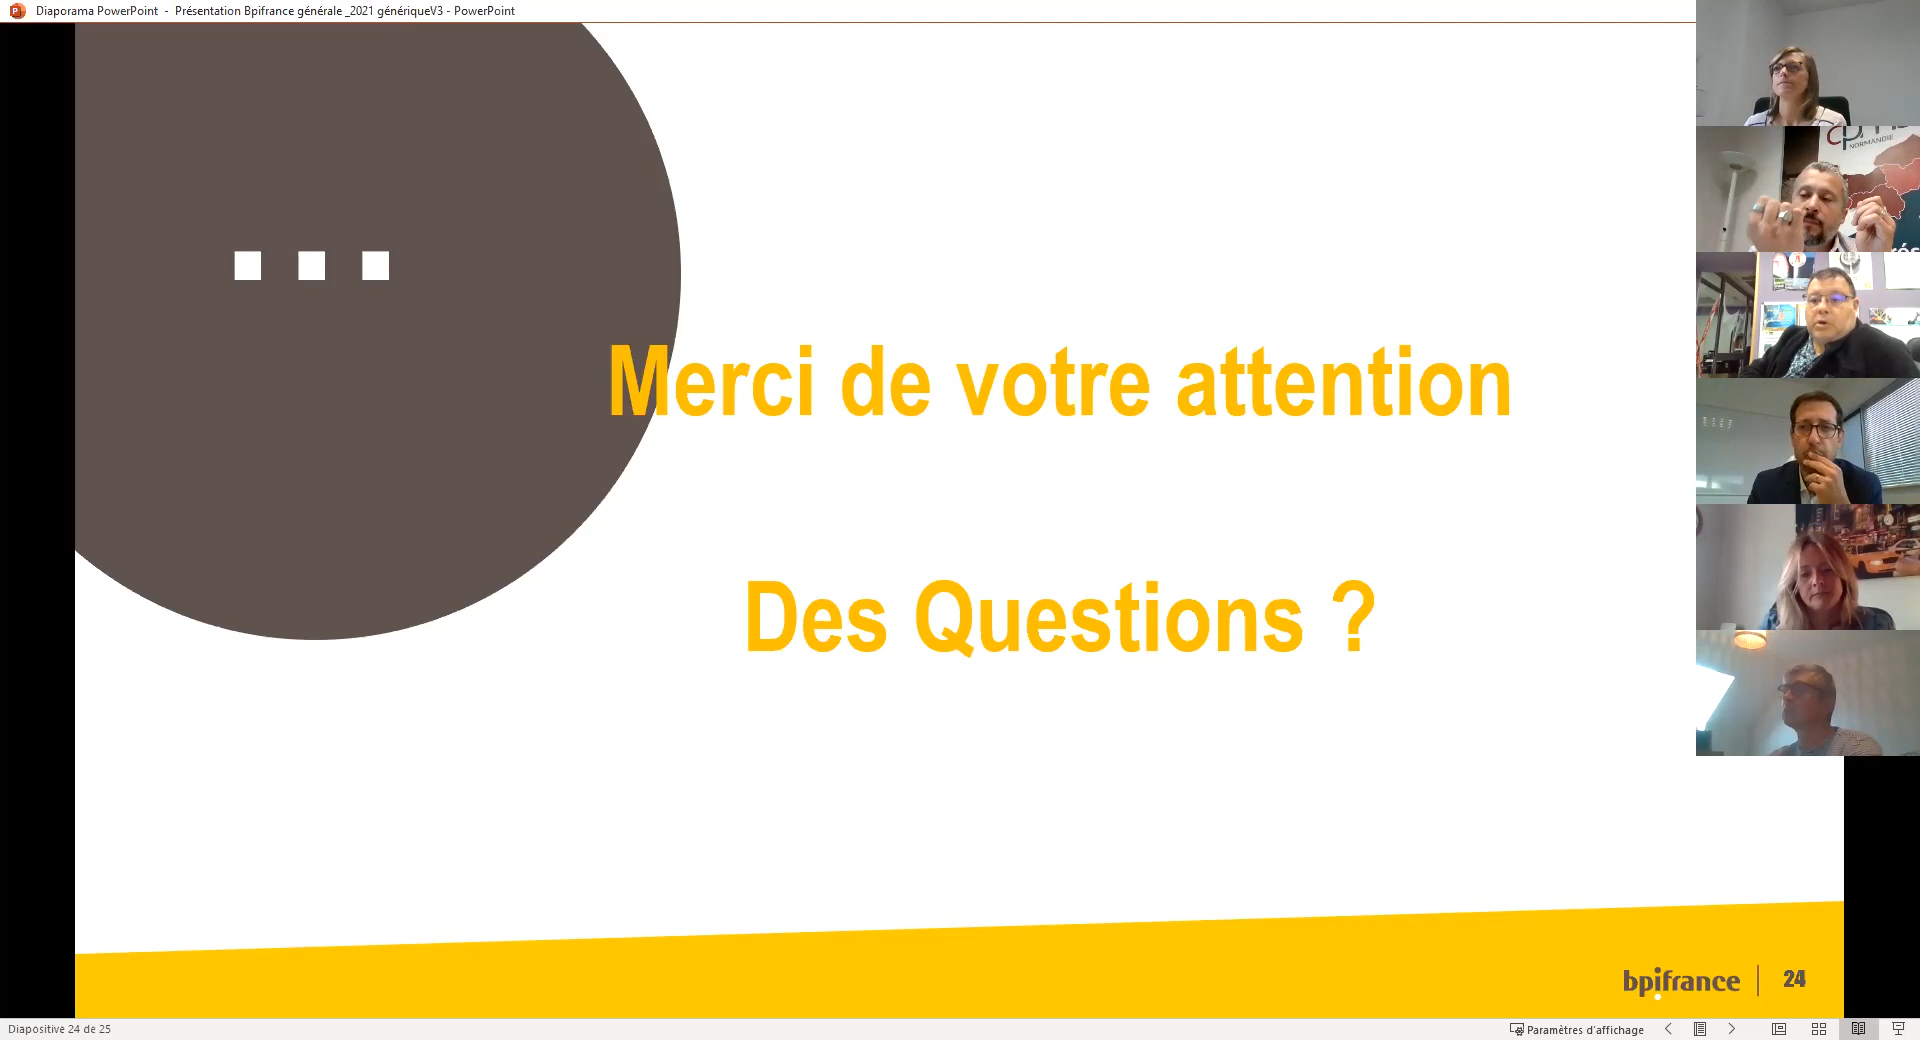 Diaporama PowerPoint - Présentation Bpifrance générale _2021 génériqueV3 - PowerPoint
NORMANDIE
Merci de votre attention
Des Questions ?
bpifrance
24
Diapositive 24 de 25
Paramètres d'affichage